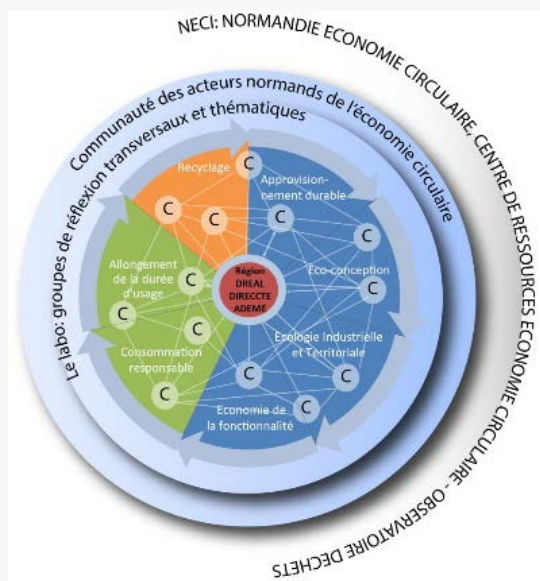 NECI: NORMANDIE ECONOMIE CIRCULAIRE, CENTRE DE RESSOURCES ECONOMIE CIRCULAIRE - OBSERVATOIRE DECHETS
Communauté des acteurs normands de l'économie circulaire
Le labo: groupes de réflexion transversaux et thématiques
Recyclage
C
Approvision-
nement durable
C
C
C
C
Allongement
de la durée
d'usage
C
Eco-conception
C
C
Région
DREAL
DIRECCTE
ADEME
C
Ecologie Industrielle
et Territoriale
C
Consommation
responsable
C
C
C
Economie de
la fonctionnalité
C